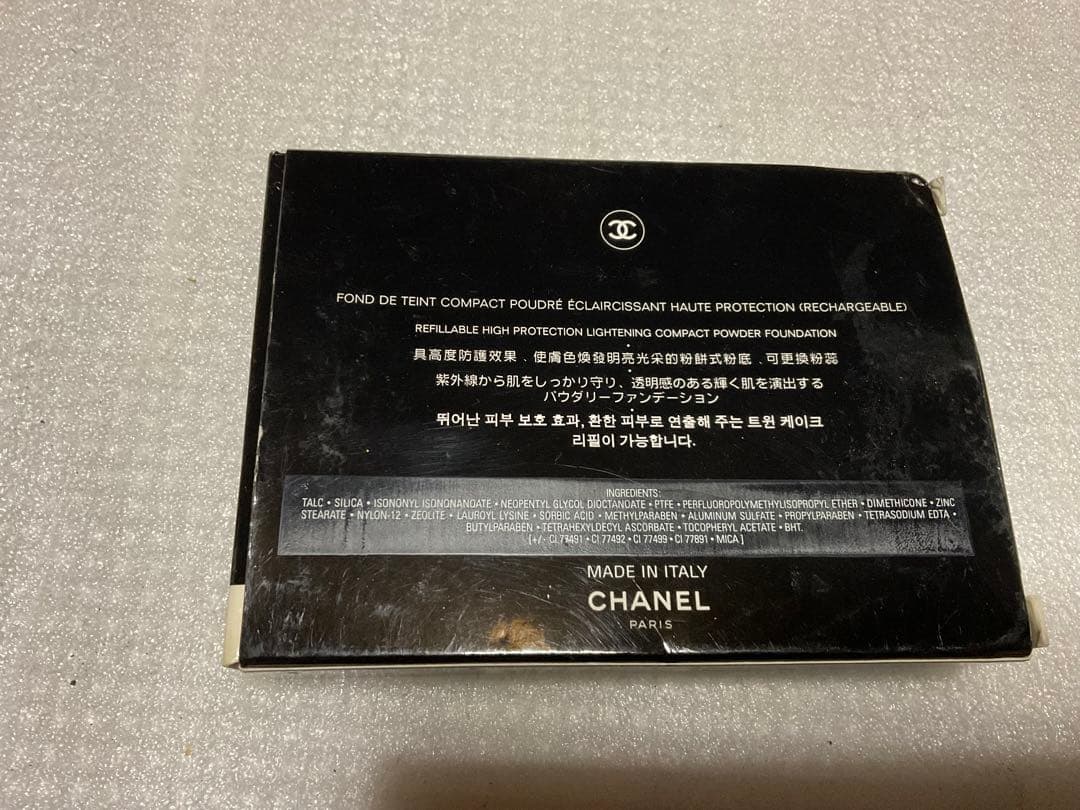 FOND DE TEINT COMPACT POUDRÉ ÉCLAIRCISSANT HAUTE PROTECTION (RECHARGEABLE)
REFILLABLE HIGH PROTECTION LIGHTENING COMPACT POWDER FOUNDATION
具高度防護效果﹑使膚色煥發明亮光采的粉餅式粉底﹐可更換粉蕊
紫外線から肌をしっかり守り、透明感のある輝く肌を演出する
パウダリーファンデーション
뛰어난 피부 보호 효과, 환한 피부로 연출해 주는 트윈 케이크
리필이 가능합니다.
INGREDIENTS:
TALC • SILICA • ISONONYL ISONONANOATE • NEOPENTYL GLYCOL DIOCTANOATE • PTFE • PERFLUOROPOLYMETHYLISOPROPYL ETHER • DIMETHICONE • ZINC
STEARATE • NYLON-12 • ZEOLITE • LAUROYL LYSINE • SORBIC ACID • METHYLPARABEN • ALUMINUM SULFATE • PROPYLPARABEN • TETRASODIUM EDTA •
BUTYLPARABEN • TETRAHEXYLDECYL ASCORBATE • TOCOPHERYL ACETATE • BHT.
[+/- CI 77491 • CI 77492 • CI 77499 • CI 77891 • MICA ]
MADE IN ITALY
CHANEL
PARIS